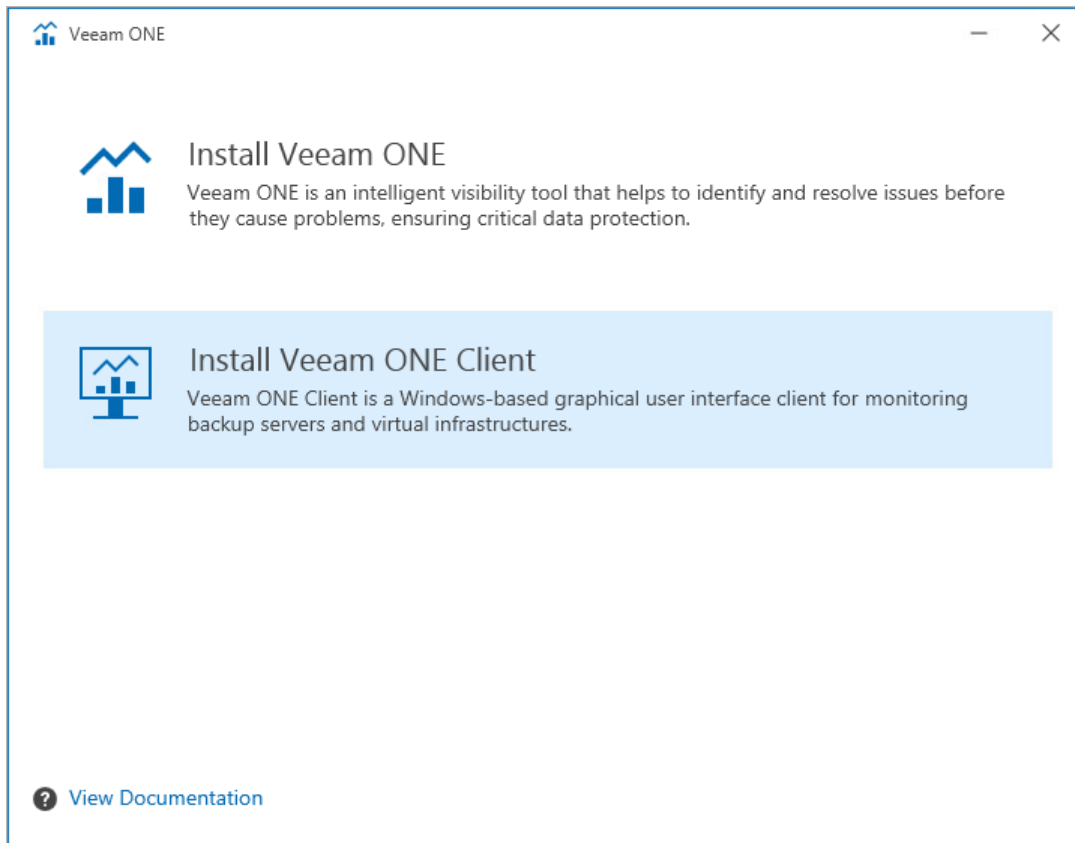 Veeam ONE
Install Veeam ONE
Veeam ONE is an intelligent visibility tool that helps to identify and resolve issues before
they cause problems, ensuring critical data protection.
Install Veeam ONE Client
Veeam ONE Client is a Windows-based graphical user interface client for monitoring
backup servers and virtual infrastructures.
? View Documentation